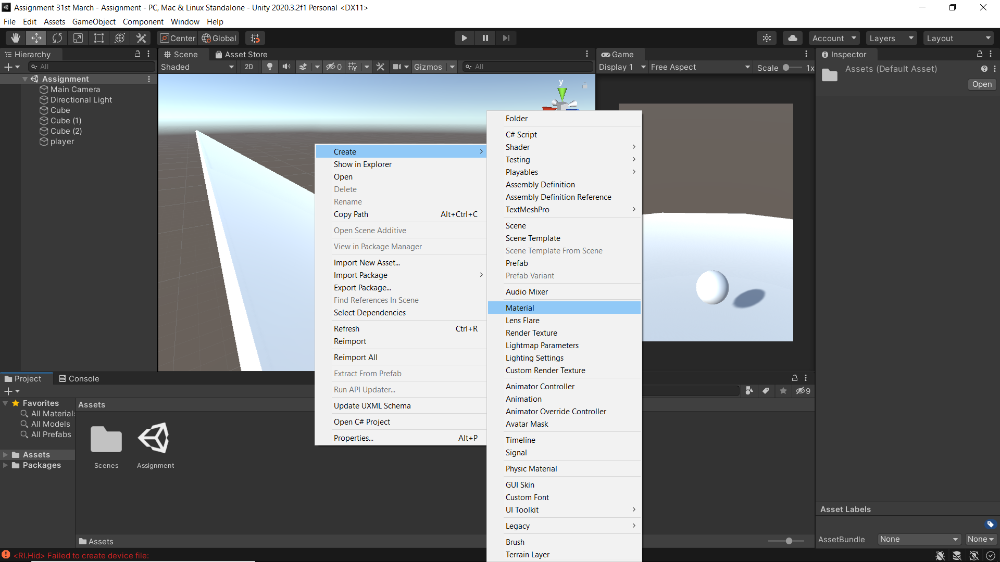 Assignment 31st March - Assignment - PC, Mac & Linux Standalone - Unity 2020.3.2f1 Personal <DX11>
File Edit Assets GameObject Component Window Help
Center Global Account Layers Layout
Hierarchy
All
Assignment
Main Camera
Directional Light
Cube
Cube (1)
Cube (2)
player
Scene Asset Store
Shaded 2D 0 Gizmos All
y
Game
Display 1 Free Aspect Scale 1x
Inspector
Assets (Default Asset)
Open
Create
Show in Explorer
Open
Delete
Rename
Copy Path Alt+Ctrl+C
Open Scene Additive
View in Package Manager
Import New Asset...
Import Package
Export Package...
Find References In Scene
Select Dependencies
Refresh Ctrl+R
Reimport
Reimport All
Extract From Prefab
Run API Updater...
Update UXML Schema
Open C# Project
Properties... Alt+P
Folder
C# Script
Shader
Testing
Playables
Assembly Definition
Assembly Definition Reference
TextMeshPro
Scene
Scene Template
Scene Template From Scene
Prefab
Prefab Variant
Audio Mixer
Material
Lens Flare
Render Texture
Lightmap Parameters
Lighting Settings
Custom Render Texture
Animator Controller
Animation
Animator Override Controller
Avatar Mask
Timeline
Signal
Physic Material
GUI Skin
Custom Font
UI Toolkit
Legacy
Brush
Terrain Layer
Project Console
9
Favorites
All Materials
All Models
All Prefabs
Assets
Packages
Assets
Scenes Assignment
Assets
Asset Labels
AssetBundle None None
<RI.Hid> Failed to create device file: